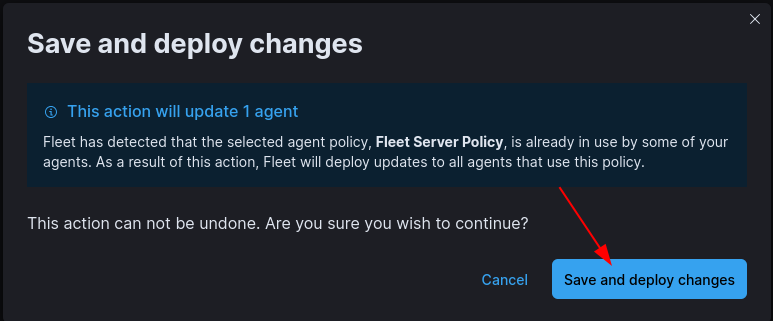 Save and deploy changes
This action will update 1 agent
Fleet has detected that the selected agent policy, Fleet Server Policy, is already in use by some of your
agents. As a result of this action, Fleet will deploy updates to all agents that use this policy.
This action can not be undone. Are you sure you wish to continue?
Cancel
Save and deploy changes